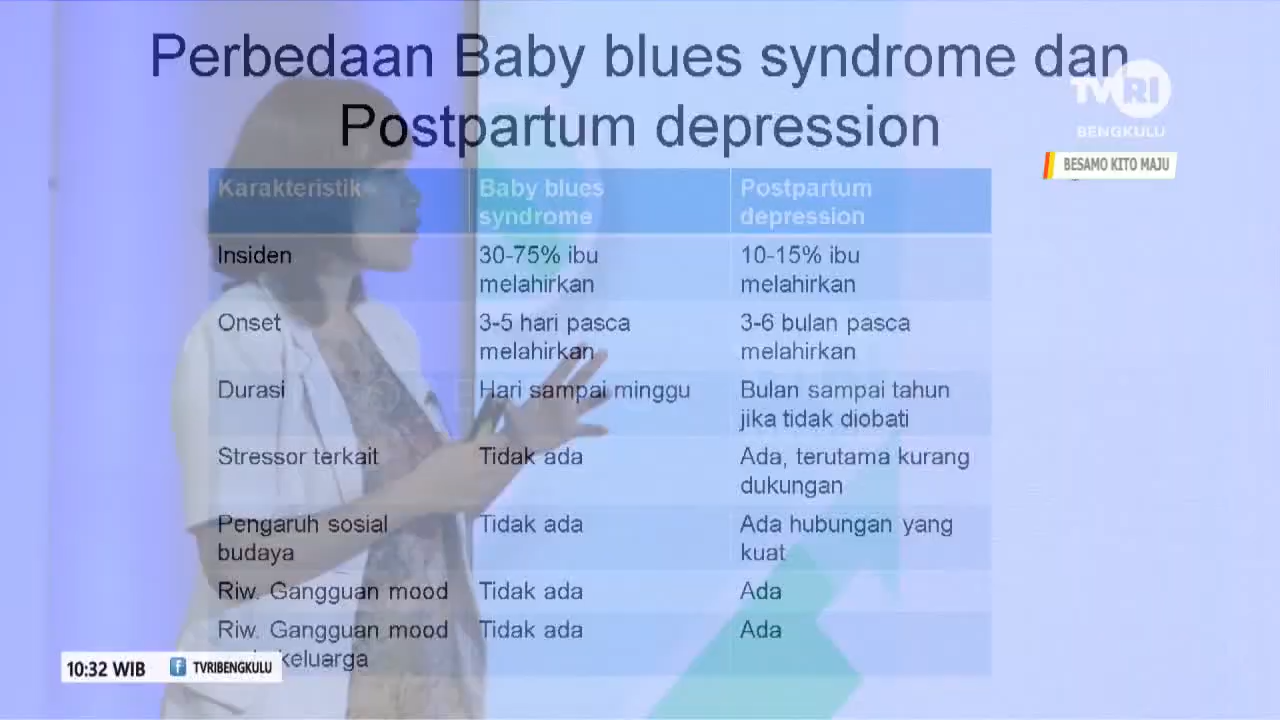 Perbedaan Baby blues syndrome dan
Postpartum depression
TVRI
BENGKULU
BESAMO KITO MAJU
Karakteristik
Baby blues
syndrome
Postpartum
depression
Insiden
30-75% ibu
melahirkan
10-15% ibu
melahirkan
Onset
3-5 hari pasca
melahirkan
3-6 bulan pasca
melahirkan
Durasi
Hari sampai minggu
Bulan sampai tahun
jika tidak diobati
Stressor terkait
Tidak ada
Ada, terutama kurang
dukungan
Pengaruh sosial
budaya
Tidak ada
Ada hubungan yang
kuat
Riw. Gangguan mood
Tidak ada
Ada
Riw. Gangguan mood
keluarga
Tidak ada
Ada
10:32 WIB
TVRIBENGKULU